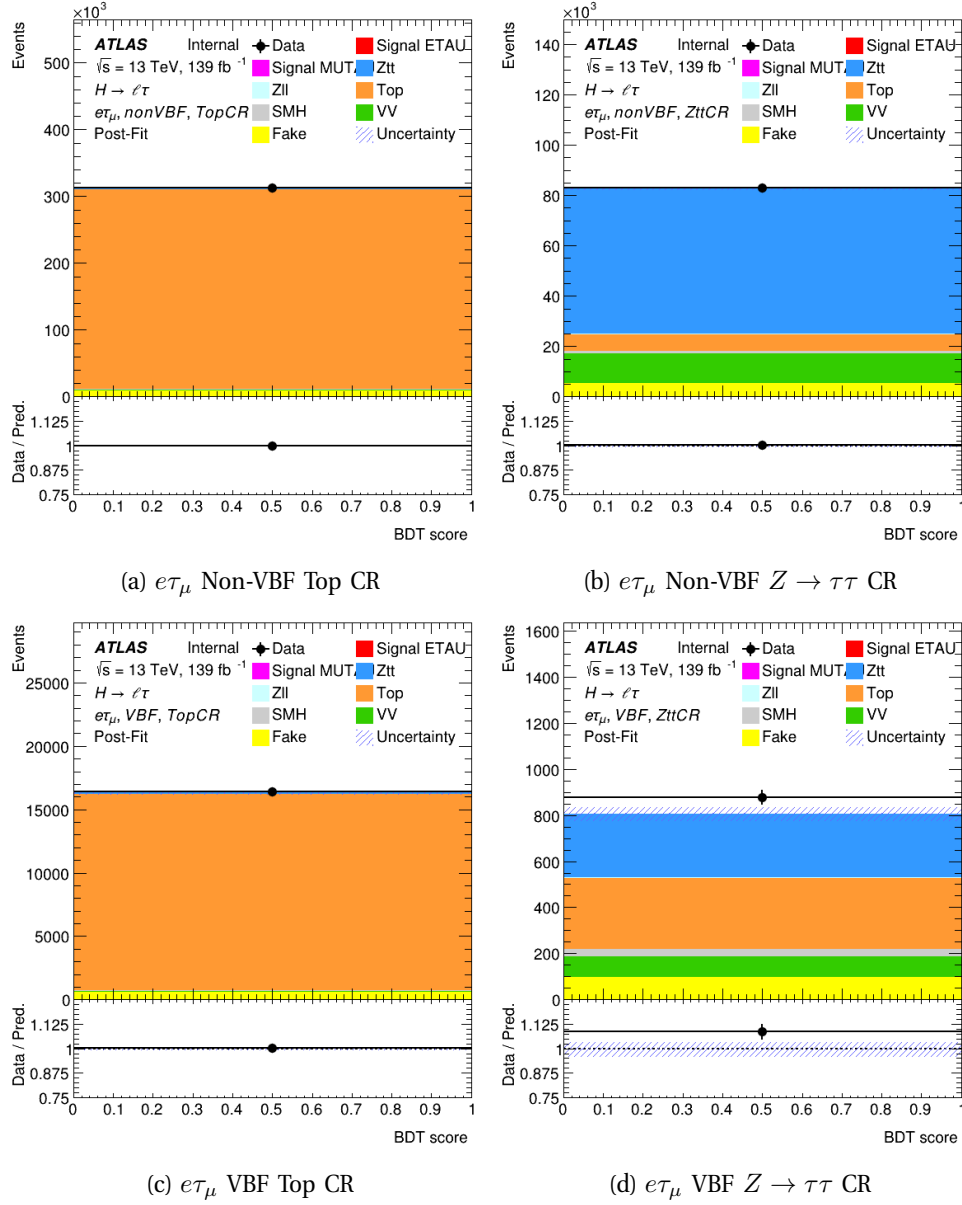 ×10³
Events
ATLAS Internal
√s = 13 TeV, 139 fb⁻¹
H → ℓτ
eτμ, nonVBF, TopCR
Post-Fit
Data
Signal ETAU
Signal MUTA
Ztt
Zll
Top
SMH
VV
Fake
Uncertainty
500
400
300
200
100
0
Data / Pred.
1.125
1
0.875
0.75
0 0.1 0.2 0.3 0.4 0.5 0.6 0.7 0.8 0.9 1
BDT score
(a) eτμ Non-VBF Top CR
×10³
Events
ATLAS Internal
√s = 13 TeV, 139 fb⁻¹
H → ℓτ
eτμ, nonVBF, ZttCR
Post-Fit
Data
Signal ETAU
Signal MUTA
Ztt
Zll
Top
SMH
VV
Fake
Uncertainty
140
120
100
80
60
40
20
0
Data / Pred.
1.125
1
0.875
0.75
0 0.1 0.2 0.3 0.4 0.5 0.6 0.7 0.8 0.9 1
BDT score
(b) eτμ Non-VBF Z → ττ CR
Events
ATLAS Internal
√s = 13 TeV, 139 fb⁻¹
H → ℓτ
eτμ, VBF, TopCR
Post-Fit
Data
Signal ETAU
Signal MUTA
Ztt
Zll
Top
SMH
VV
Fake
Uncertainty
25000
20000
15000
10000
5000
0
Data / Pred.
1.125
1
0.875
0.75
0 0.1 0.2 0.3 0.4 0.5 0.6 0.7 0.8 0.9 1
BDT score
(c) eτμ VBF Top CR
Events
ATLAS Internal
√s = 13 TeV, 139 fb⁻¹
H → ℓτ
eτμ, VBF, ZttCR
Post-Fit
Data
Signal ETAU
Signal MUTA
Ztt
Zll
Top
SMH
VV
Fake
Uncertainty
1600
1400
1200
1000
800
600
400
200
0
Data / Pred.
1.125
1
0.875
0.75
0 0.1 0.2 0.3 0.4 0.5 0.6 0.7 0.8 0.9 1
BDT score
(d) eτμ VBF Z → ττ CR